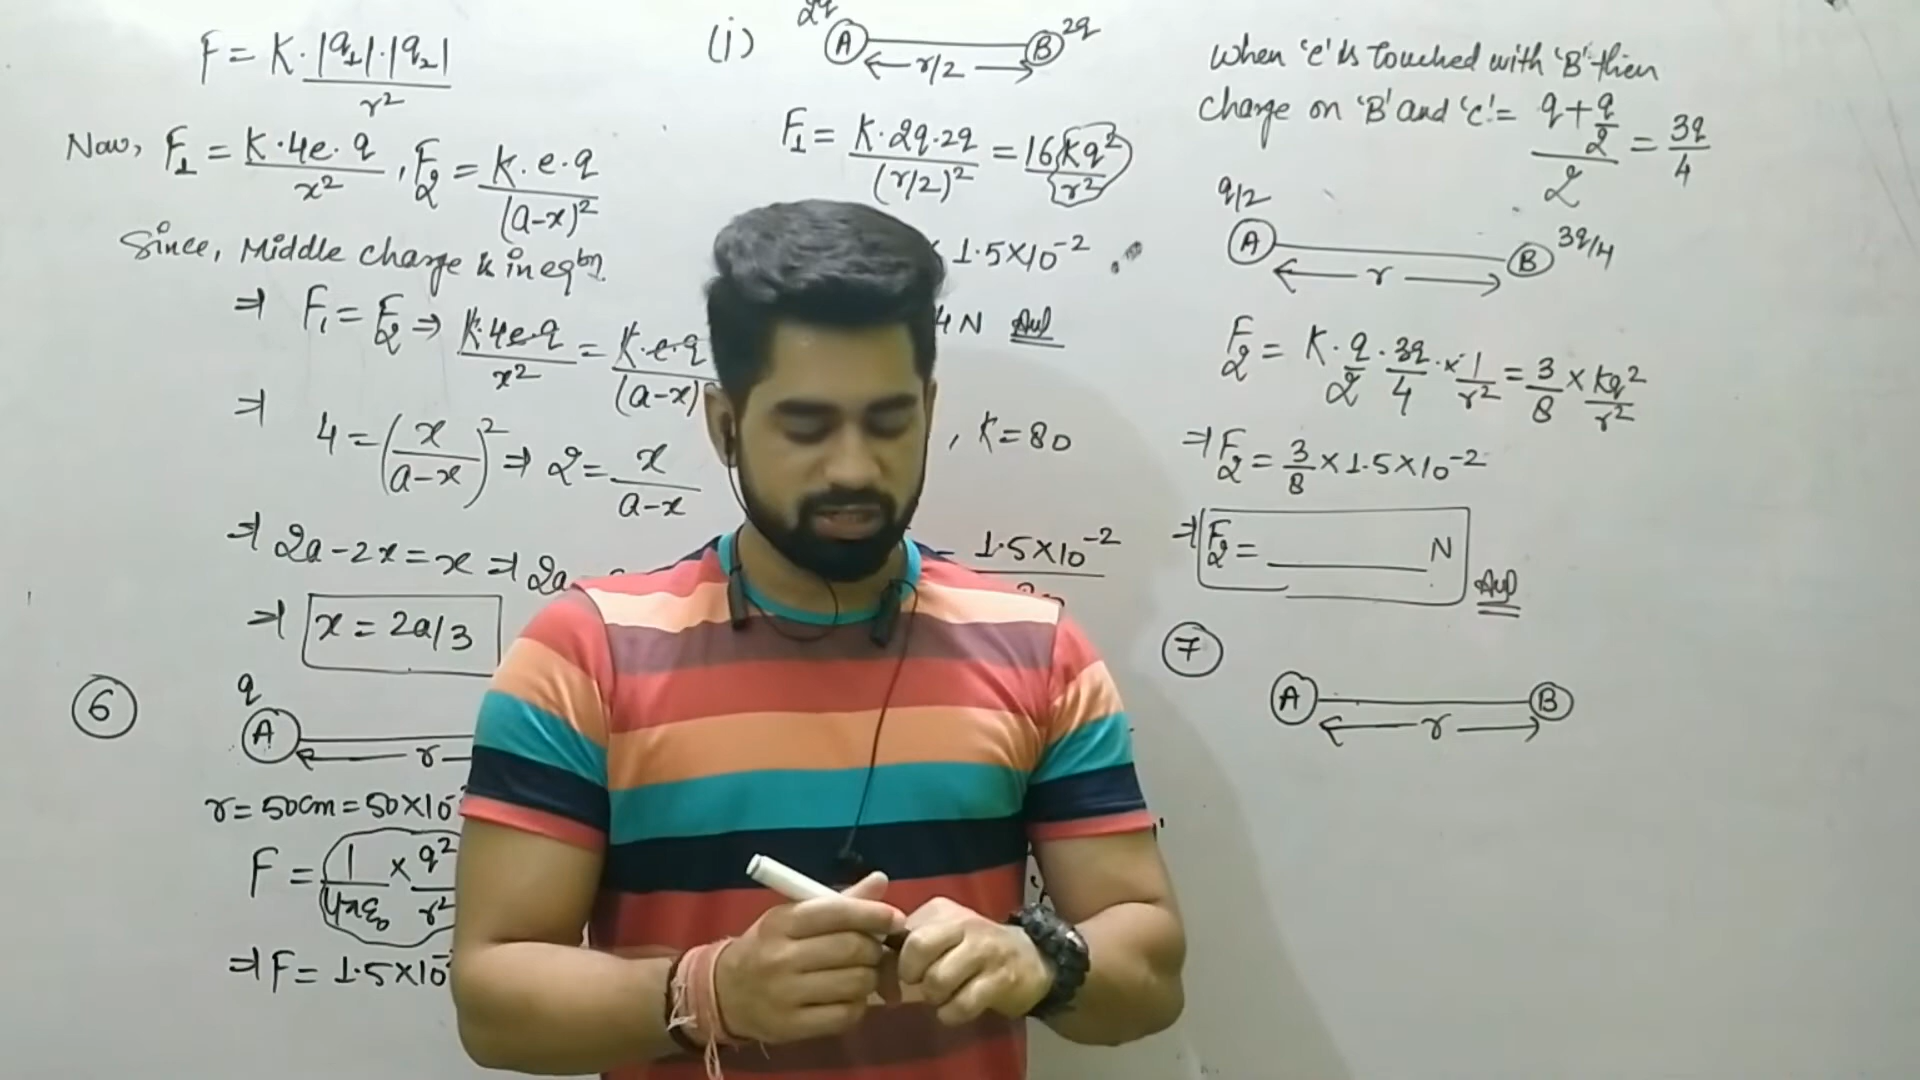 F = K·|q₁|·|q₂| / r²
Now, F₁ = K·4e·q / x² , F₂ = K·e·q / (a-x)²
Since, Middle charge is in eqbm.
⇒ F₁ = F₂ ⇒ K·4e·q / x² = K·e·q / (a-x)
⇒ 4 = (x / a-x)² ⇒ 2 = x / a-x
⇒ 2a - 2x = x ⇒ 2a
⇒ x = 2a/3
6
q
A
r
r = 50cm = 50×10
F = 1/4πε₀ × q²/r²
⇒ F = 1.5×10
(i) 2q A B 2q
r/2
F₁ = K·2q·2q / (r/2)² = 16 Kq²/r²
1.5×10⁻²
4N Ans
, K = 80
1.5×10⁻²
When 'C' is touched with 'B' then
Charge on 'B' and 'C' = q + q/2 / 2 = 3q/4
q/2 A B 3q/4
r
F₂ = K·q/2·3q/4·×1/r² = 3/8 × Kq²/r²
⇒ F₂ = 3/8 × 1.5×10⁻²
⇒ F₂ = ______ N
Ans
7
A B
r